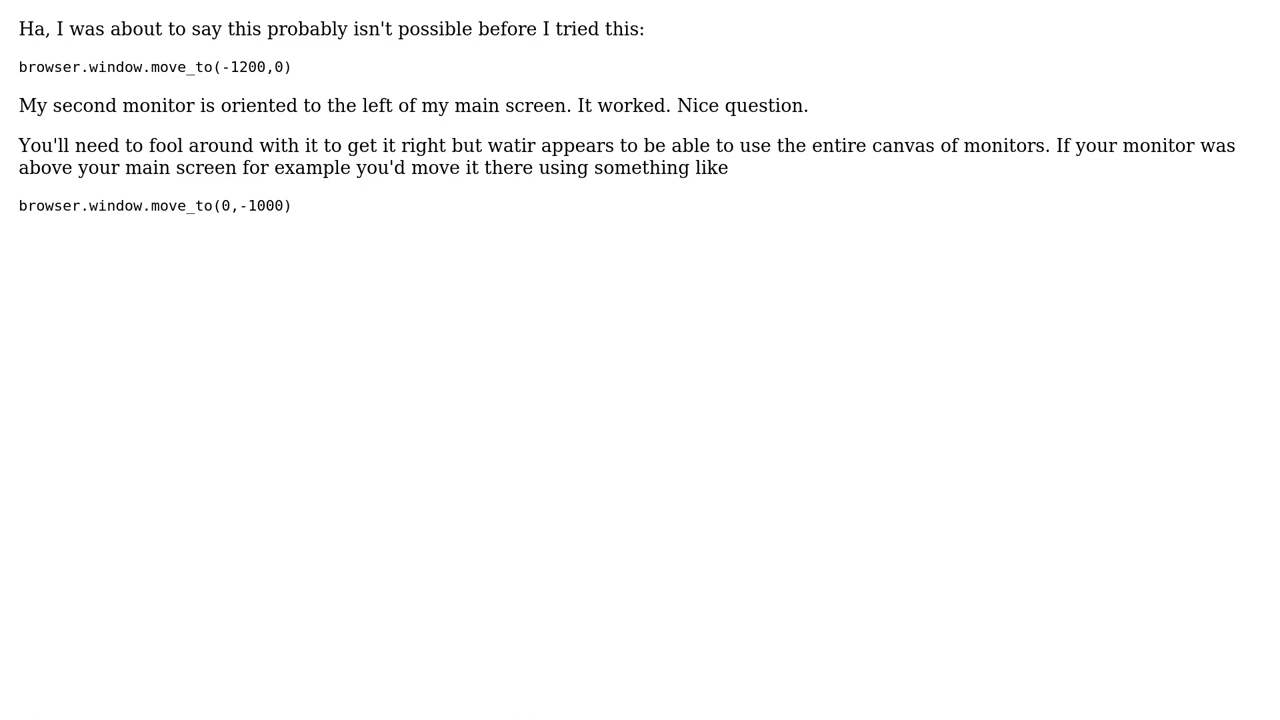 Ha, I was about to say this probably isn't possible before I tried this:
browser.window.move_to(-1200,0)
My second monitor is oriented to the left of my main screen. It worked. Nice question.
You'll need to fool around with it to get it right but watir appears to be able to use the entire canvas of monitors. If your monitor was
above your main screen for example you'd move it there using something like
browser.window.move_to(0,-1000)